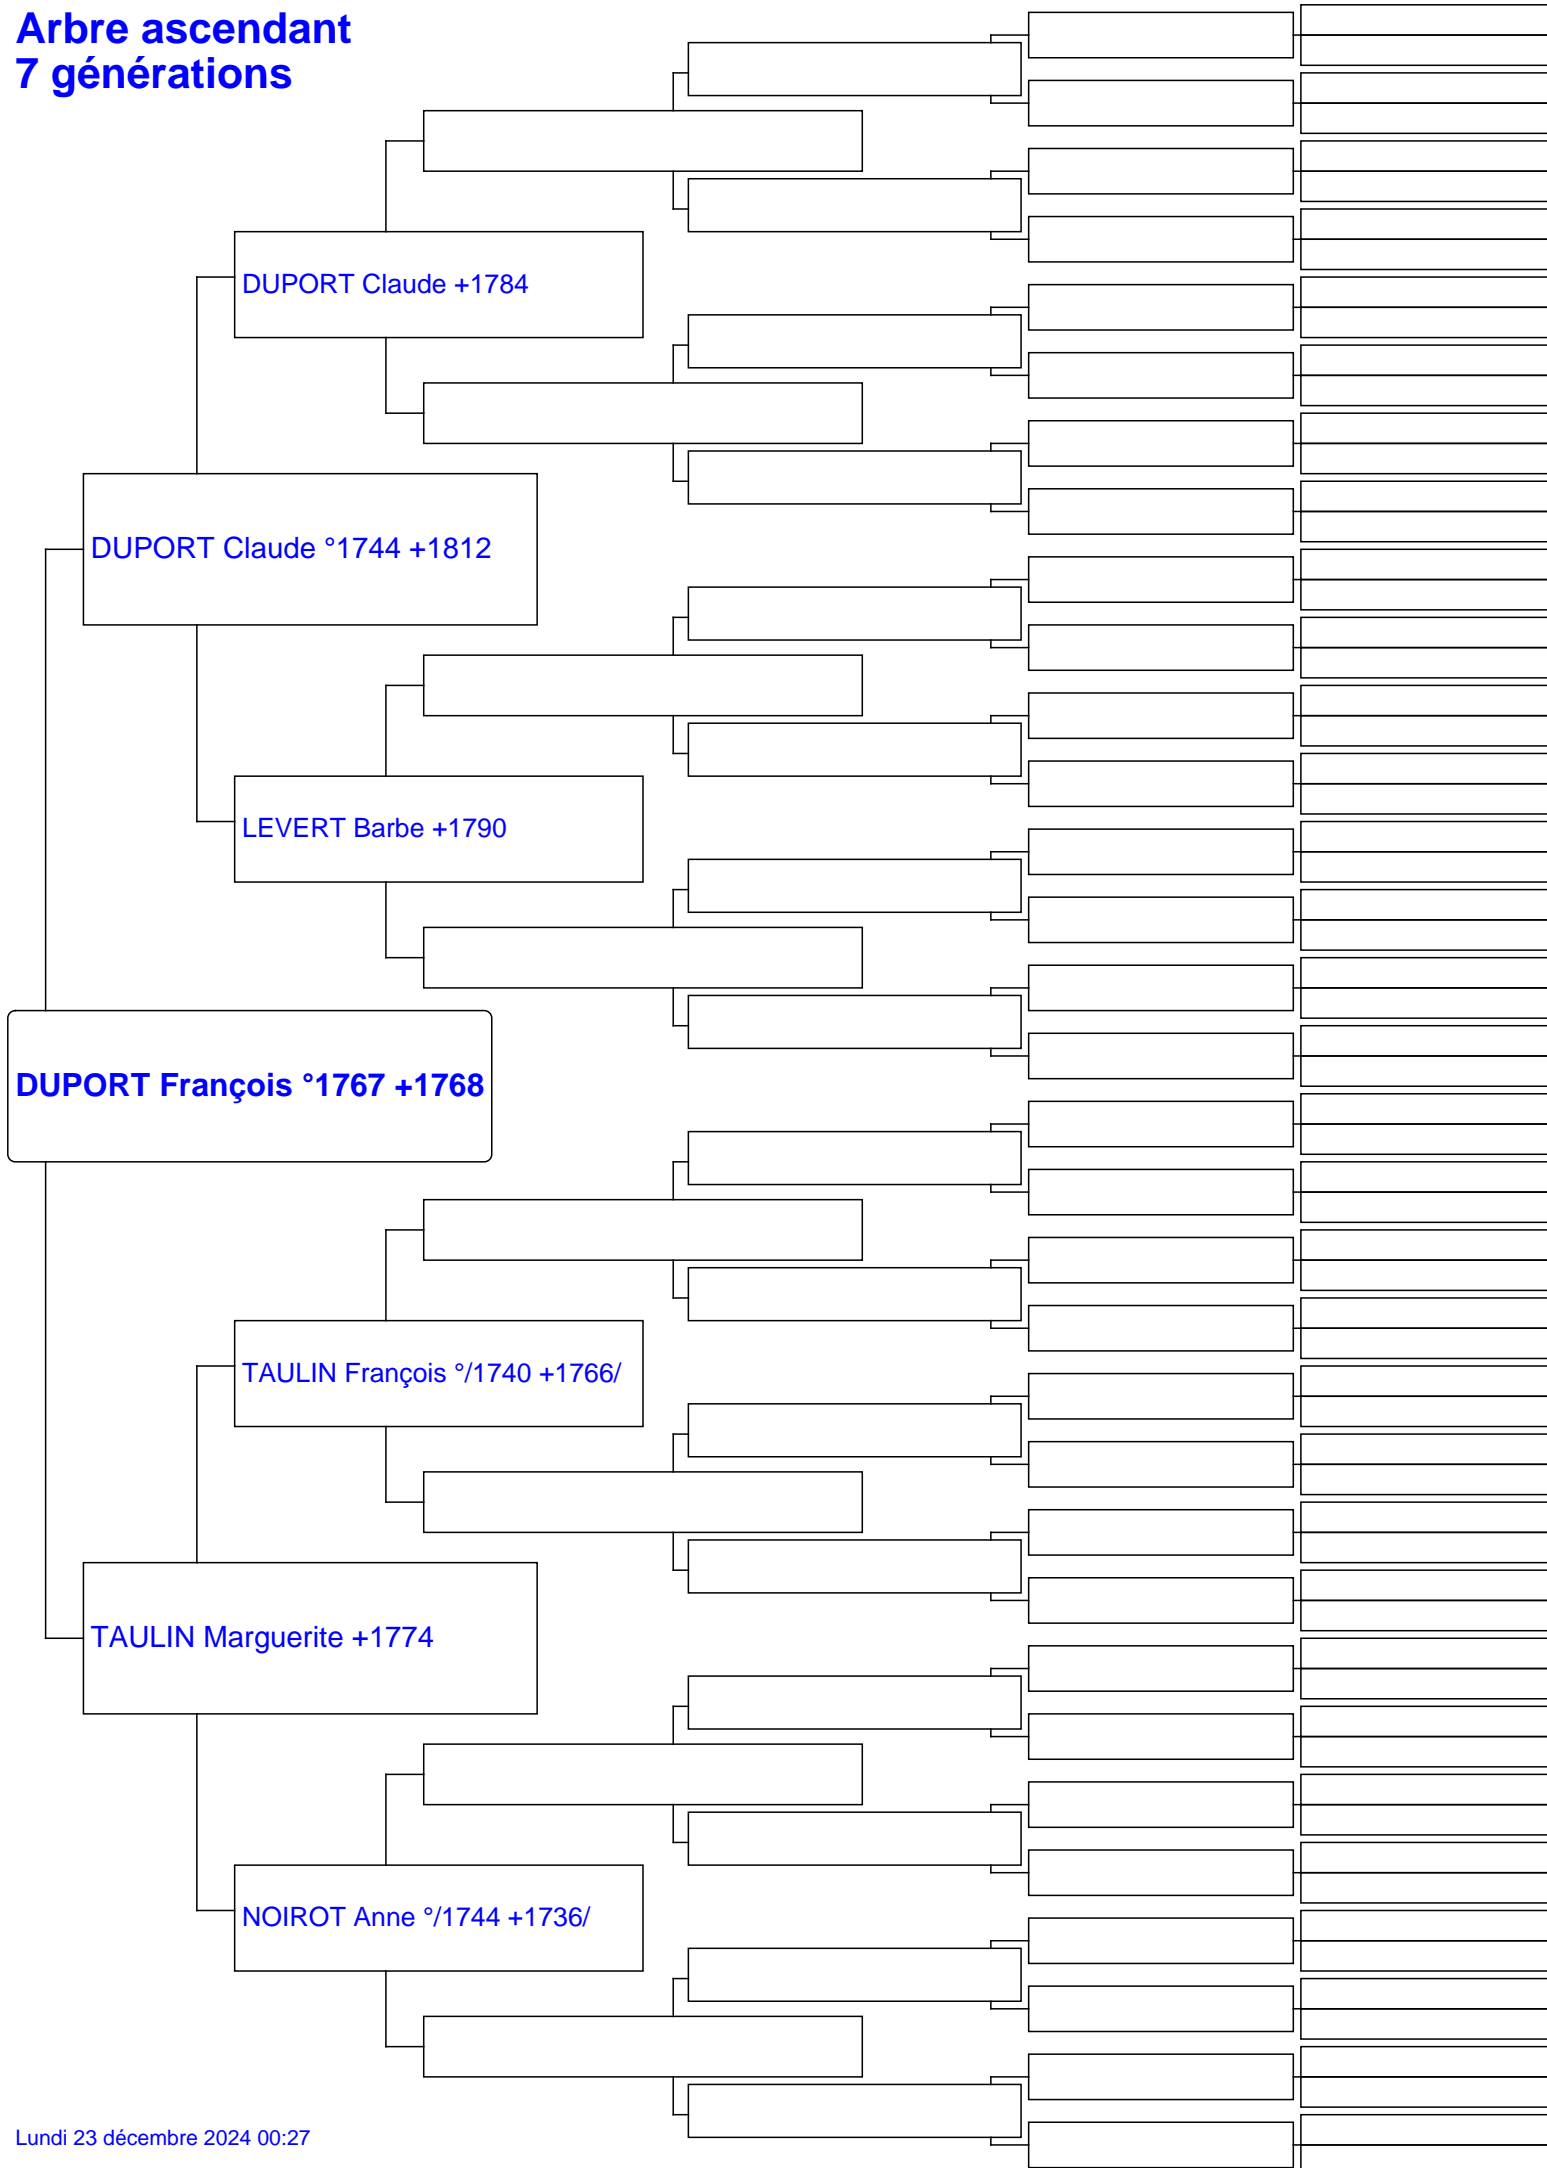 Arbre ascendant
7 générations
DUPORT Claude +1784
DUPORT Claude °1744 +1812
LEVERT Barbe +1790
DUPORT François °1767 +1768
TAULIN François °/1740 +1766/
TAULIN Marguerite +1774
NOIROT Anne °/1744 +1736/
Lundi 23 décembre 2024 00:27